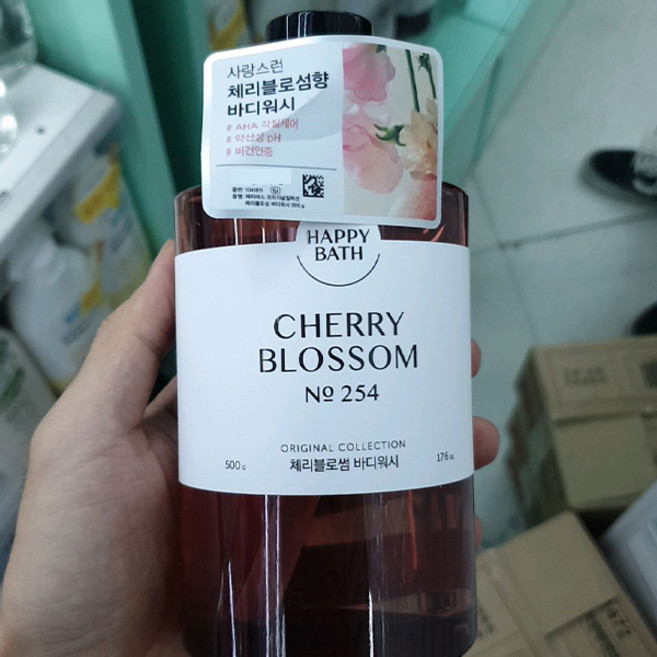 사랑스런
체리블로섬향
바디워시
# AHA 각질케어
# 약산성 pH
# 비건인증
HAPPY
BATH
CHERRY
BLOSSOM
№ 254
ORIGINAL COLLECTION
500 G
체리블로썸 바디워시
17.6 oz.